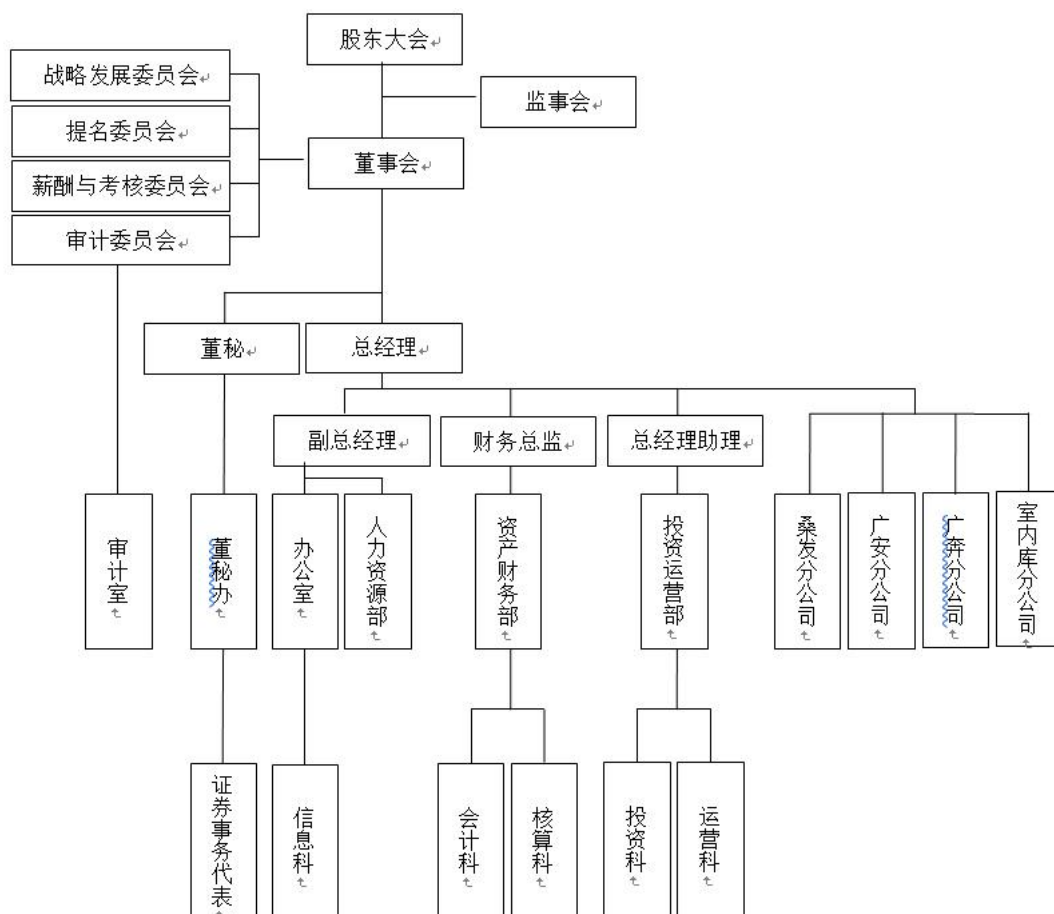 股东大会
战略发展委员会
监事会
提名委员会
董事会
薪酬与考核委员会
审计委员会
董秘
总经理
副总经理
财务总监
总经理助理
审计室
董秘办
办公室
人力资源部
资产财务部
投资运营部
桑发分公司
广安分公司
广奔分公司
室内库分公司
证券事务代表
信息科
会计科
核算科
投资科
运营科